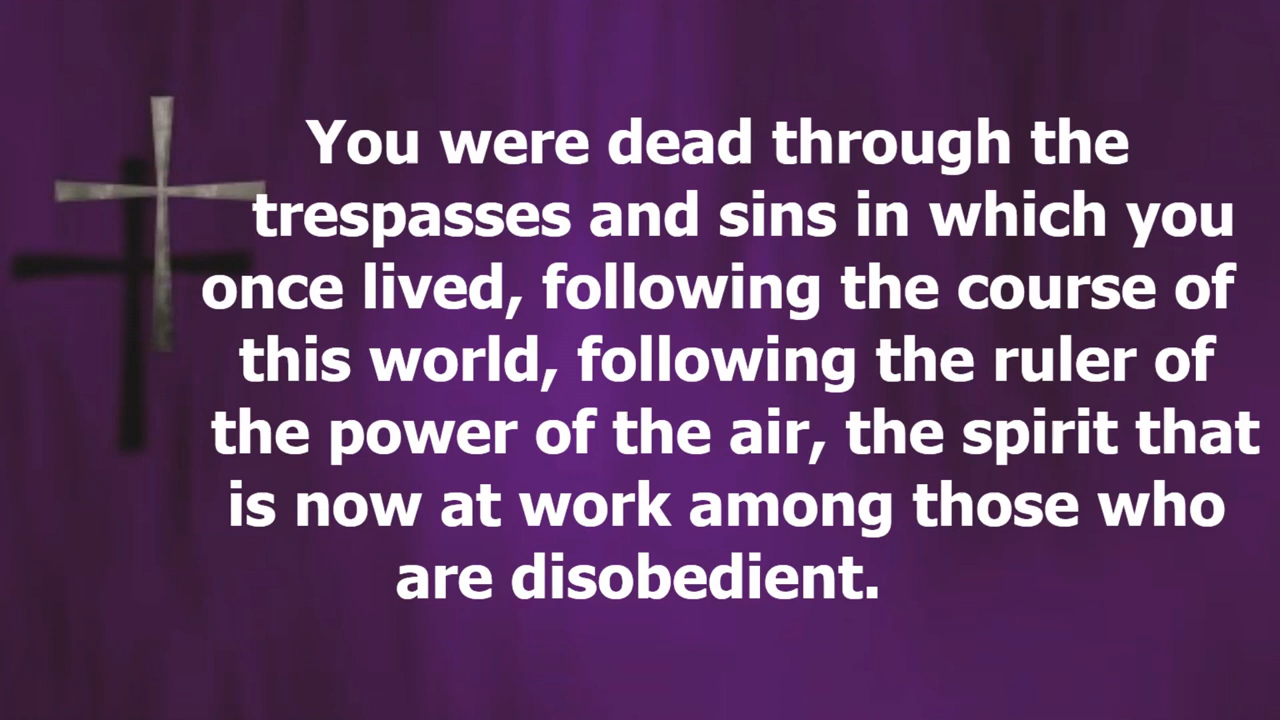 You were dead through the
trespasses and sins in which you
once lived, following the course of
this world, following the ruler of
the power of the air, the spirit that
is now at work among those who
are disobedient.